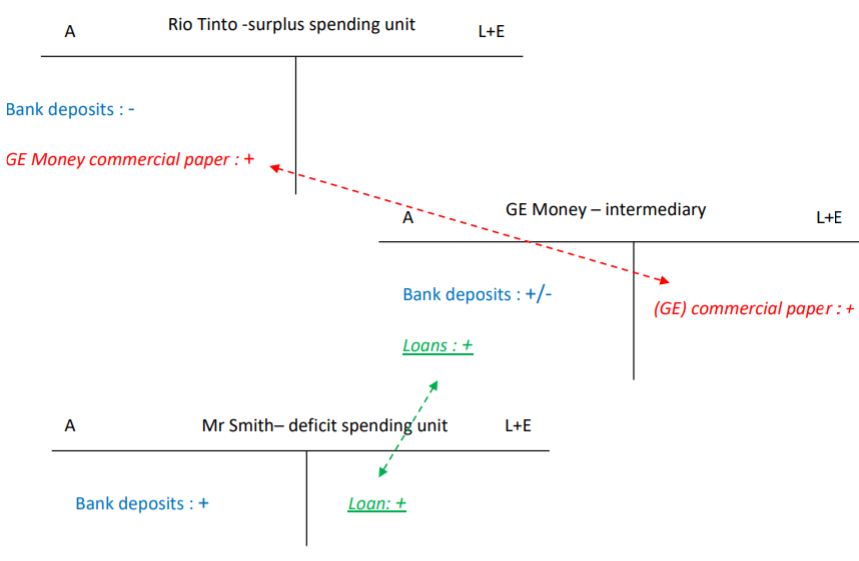 A Rio Tinto -surplus spending unit L+E
Bank deposits : -
GE Money commercial paper : +
A GE Money – intermediary L+E
Bank deposits : +/-
(GE) commercial paper : +
Loans : +
A Mr Smith– deficit spending unit L+E
Bank deposits : + Loan: +